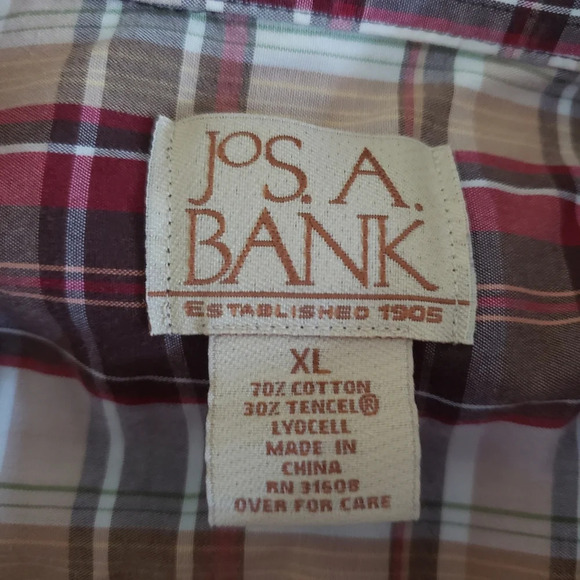 JOS. A.
BANK
ESTABLISHED 1905
XL
70% COTTON
30% TENCEL®
LYOCELL
MADE IN
CHINA
RN 31608
OVER FOR CARE